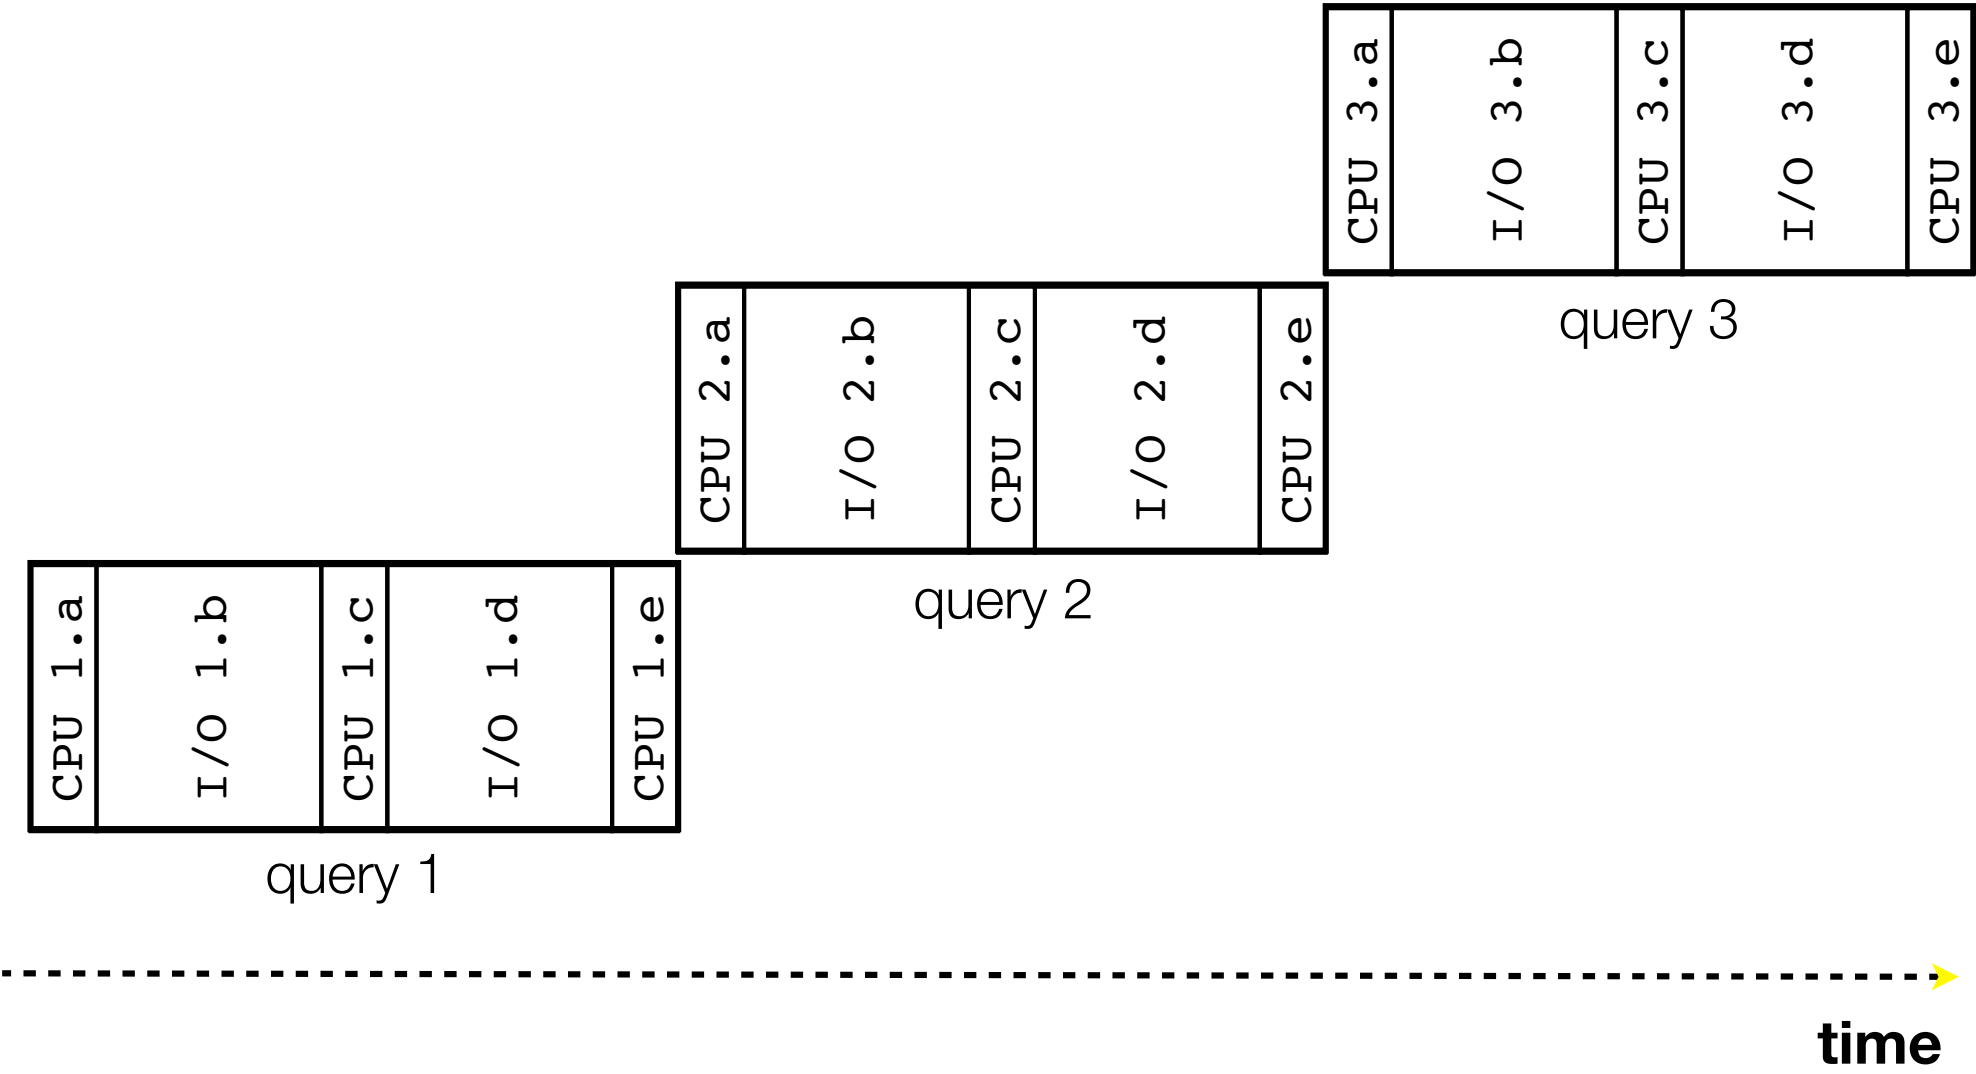 CPU 3.a
I/O 3.b
CPU 3.c
I/O 3.d
CPU 3.e
query 3
CPU 2.a
I/O 2.b
CPU 2.c
I/O 2.d
CPU 2.e
query 2
CPU 1.a
I/O 1.b
CPU 1.c
I/O 1.d
CPU 1.e
query 1
time